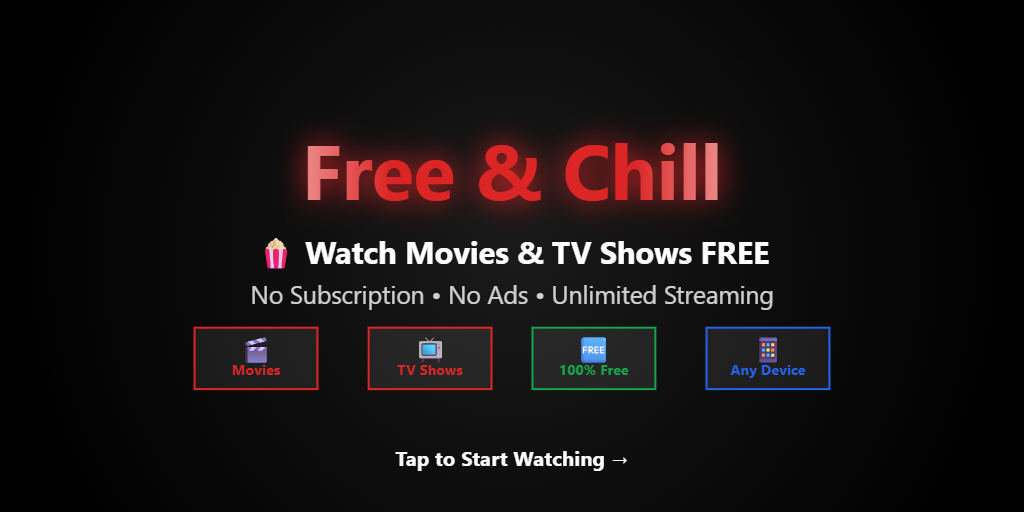 Free & Chill
Watch Movies & TV Shows FREE
No Subscription • No Ads • Unlimited Streaming
Movies
TV Shows
FREE
100% Free
Any Device
Tap to Start Watching →